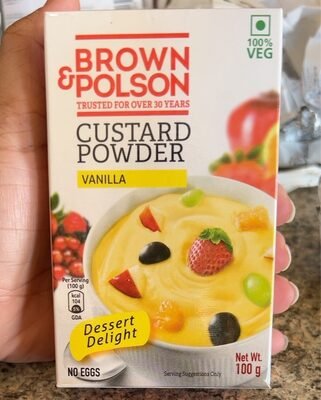 BROWN
& POLSON
TRUSTED FOR OVER 30 YEARS
100%
VEG
CUSTARD
POWDER
VANILLA
Per Serving
(100 g)
kcal
104
5%
GDA
Dessert
Delight
NO EGGS
Serving Suggestions Only
Net Wt.
100 g